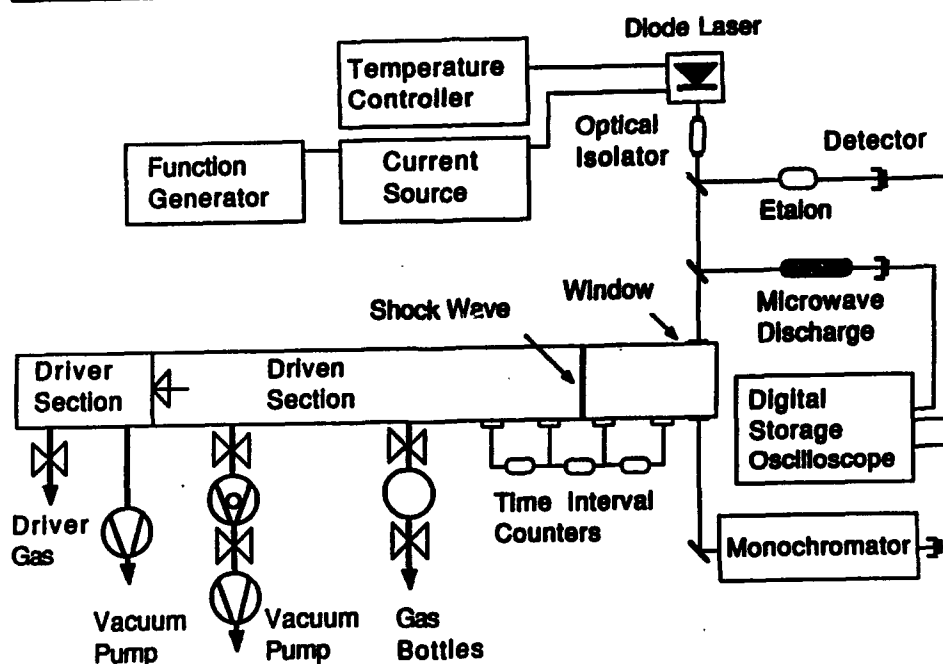 Diode Laser
Temperature
Controller
Optical
Isolator
Detector
Function
Generator
Current
Source
Etalon
Shock Wave
Window
Microwave
Discharge
Driver
Section
Driven
Section
Digital
Storage
Oscilloscope
Time Interval
Counters
Driver
Gas
Monochromator
Vacuum
Pump
Vacuum
Pump
Gas
Bottles